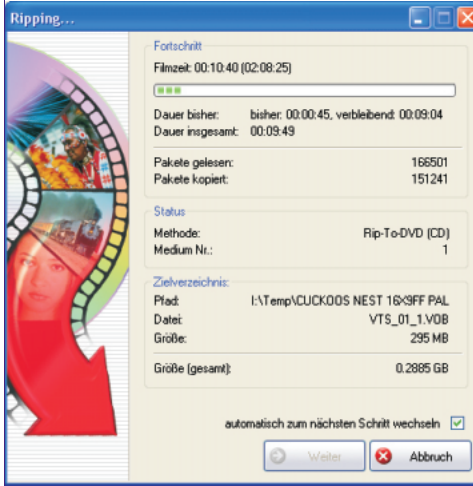 Ripping...
Fortschritt
Filmzeit: 00:10:40 (02:08:25)
Dauer bisher: bisher: 00:00:45, verbleibend: 00:09:04
Dauer insgesamt: 00:09:49
Pakete gelesen: 166501
Pakete kopiert: 151241
Status
Methode: Rip-To-DVD (CD)
Medium Nr.: 1
Zielverzeichnis:
Pfad: I:\Temp\CUCKOOS NEST 16X9FF PAL
Datei: VTS_01_1.VOB
Größe: 295 MB
Größe (gesamt): 0.2885 GB
automatisch zum nächsten Schritt wechseln
Weiter Abbruch